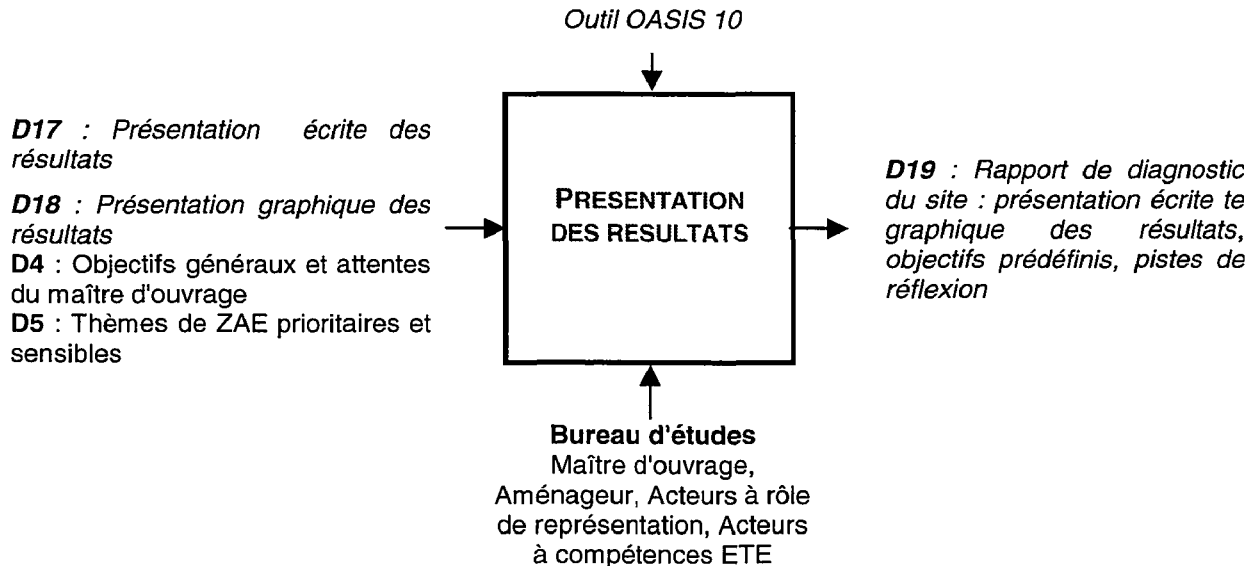 Outil OASIS 10
D17 : Présentation écrite des
résultats
D18 : Présentation graphique des
résultats
D4 : Objectifs généraux et attentes
du maître d'ouvrage
D5 : Thèmes de ZAE prioritaires et
sensibles
PRESENTATION
DES RESULTATS
D19 : Rapport de diagnostic
du site : présentation écrite te
graphique des résultats,
objectifs prédéfinis, pistes de
réflexion
Bureau d'études
Maître d'ouvrage,
Aménageur, Acteurs à rôle
de représentation, Acteurs
à compétences ETE